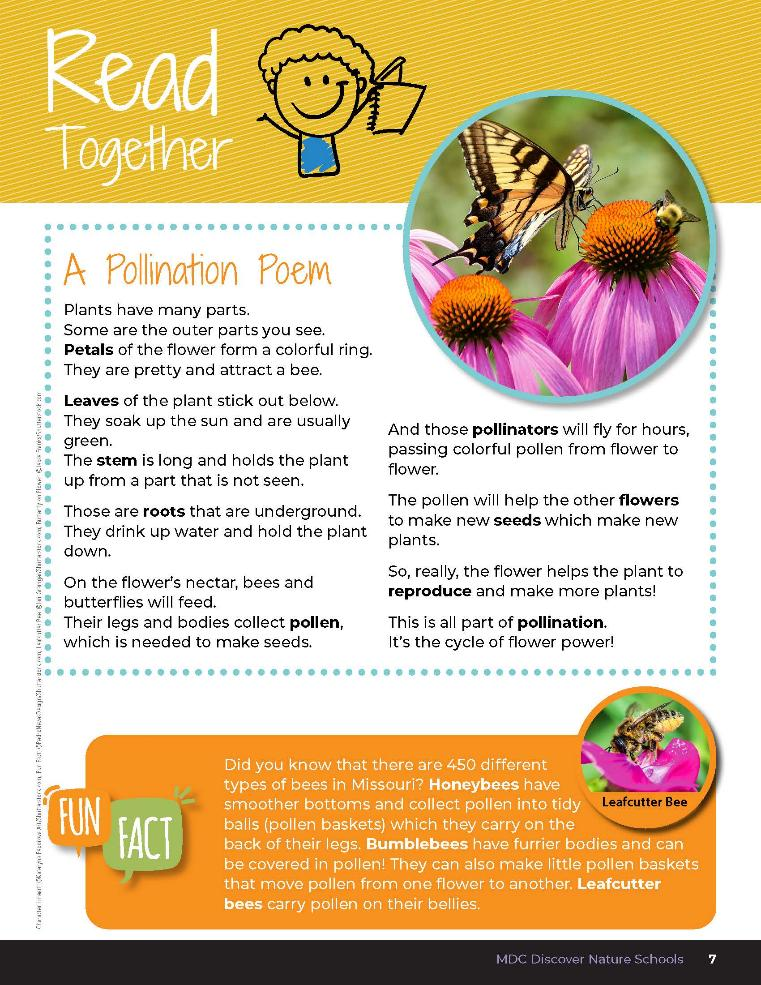 Read
Together
A Pollination Poem
Plants have many parts.
Some are the outer parts you see.
Petals of the flower form a colorful ring.
They are pretty and attract a bee.
Leaves of the plant stick out below.
They soak up the sun and are usually
green.
The stem is long and holds the plant
up from a part that is not seen.
Those are roots that are underground.
They drink up water and hold the plant
down.
On the flower's nectar, bees and
butterflies will feed.
Their legs and bodies collect pollen,
which is needed to make seeds.
And those pollinators will fly for hours,
passing colorful pollen from flower to
flower.
The pollen will help the other flowers
to make new seeds which make new
plants.
So, really, the flower helps the plant to
reproduce and make more plants!
This is all part of pollination.
It's the cycle of flower power!
FUN
FACT
Did you know that there are 450 different
types of bees in Missouri? Honeybees have
smoother bottoms and collect pollen into tidy
balls (pollen baskets) which they carry on the
back of their legs. Bumblebees have furrier bodies and can
be covered in pollen! They can also make little pollen baskets
that move pollen from one flower to another. Leafcutter
bees carry pollen on their bellies.
Leafcutter Bee
MDC Discover Nature Schools 7